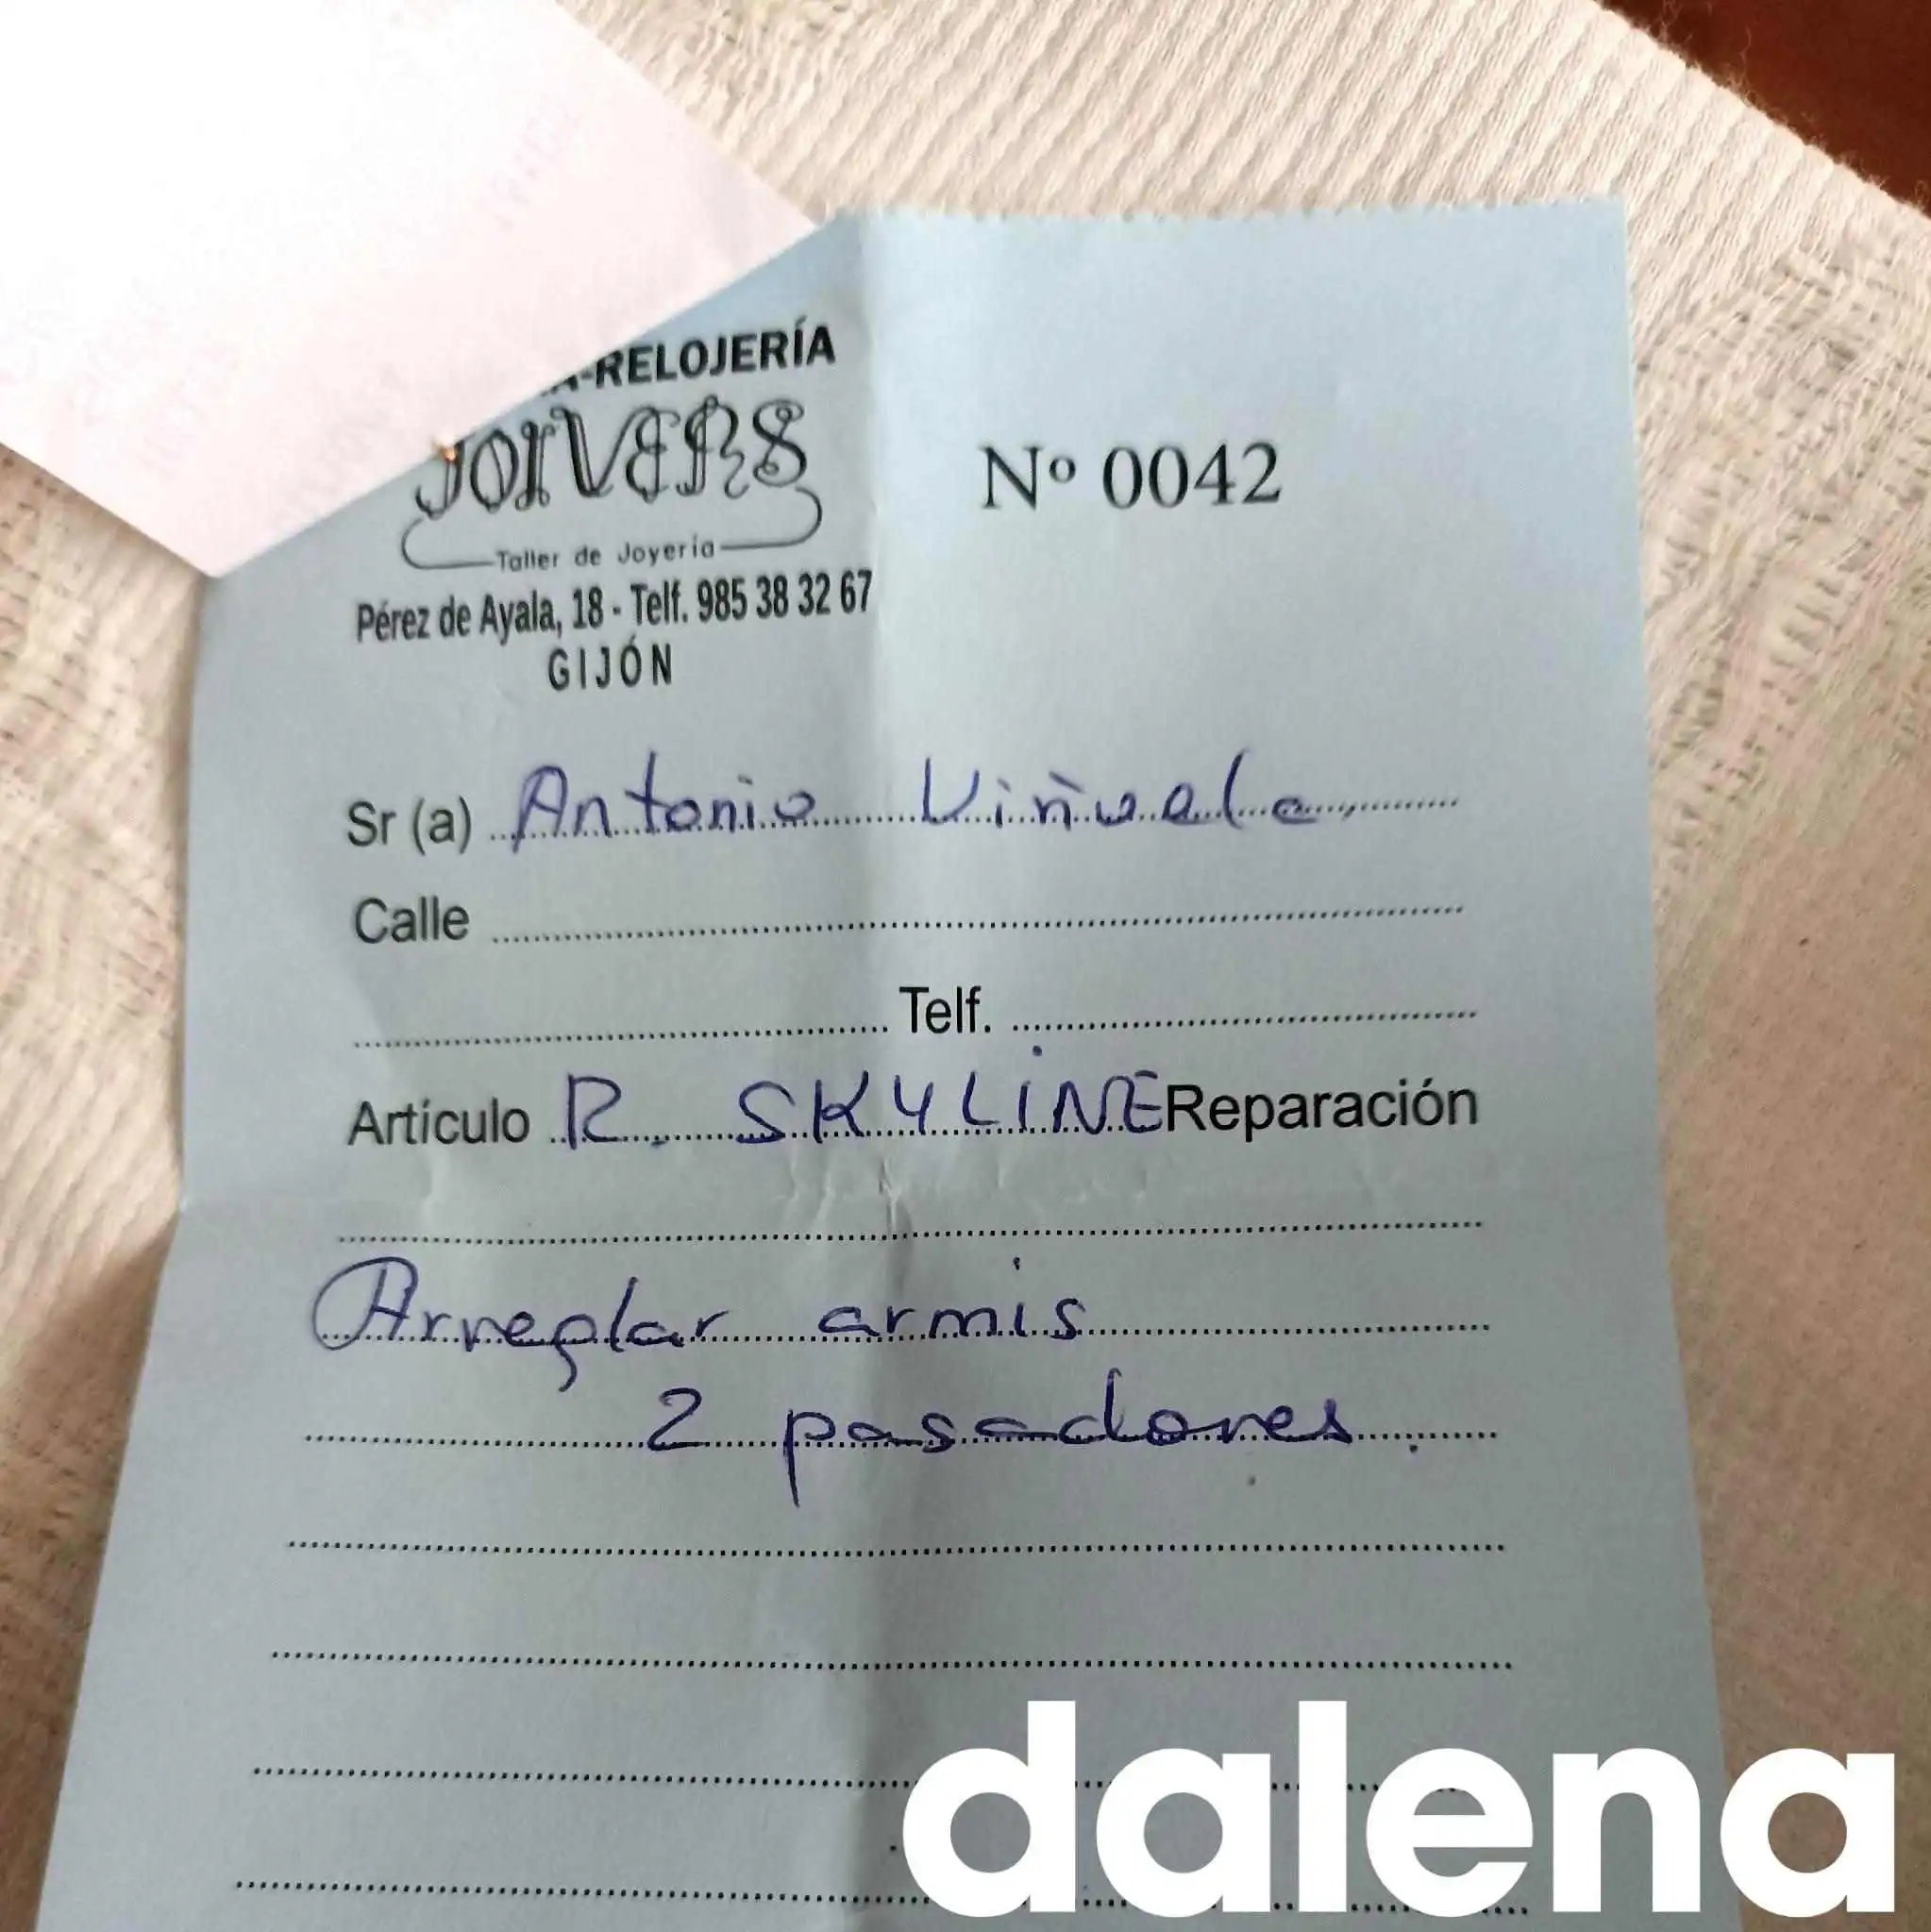 -RELOJERÍA
JOIVERS
Taller de Joyería
Pérez de Ayala, 18 - Telf. 985 38 32 67
GIJÓN
Nº 0042
Sr (a) Antonio Viñuela
Calle
Telf.
Artículo R. SKYLINE Reparación
Arreglar armis
2 pasadores.
dalena